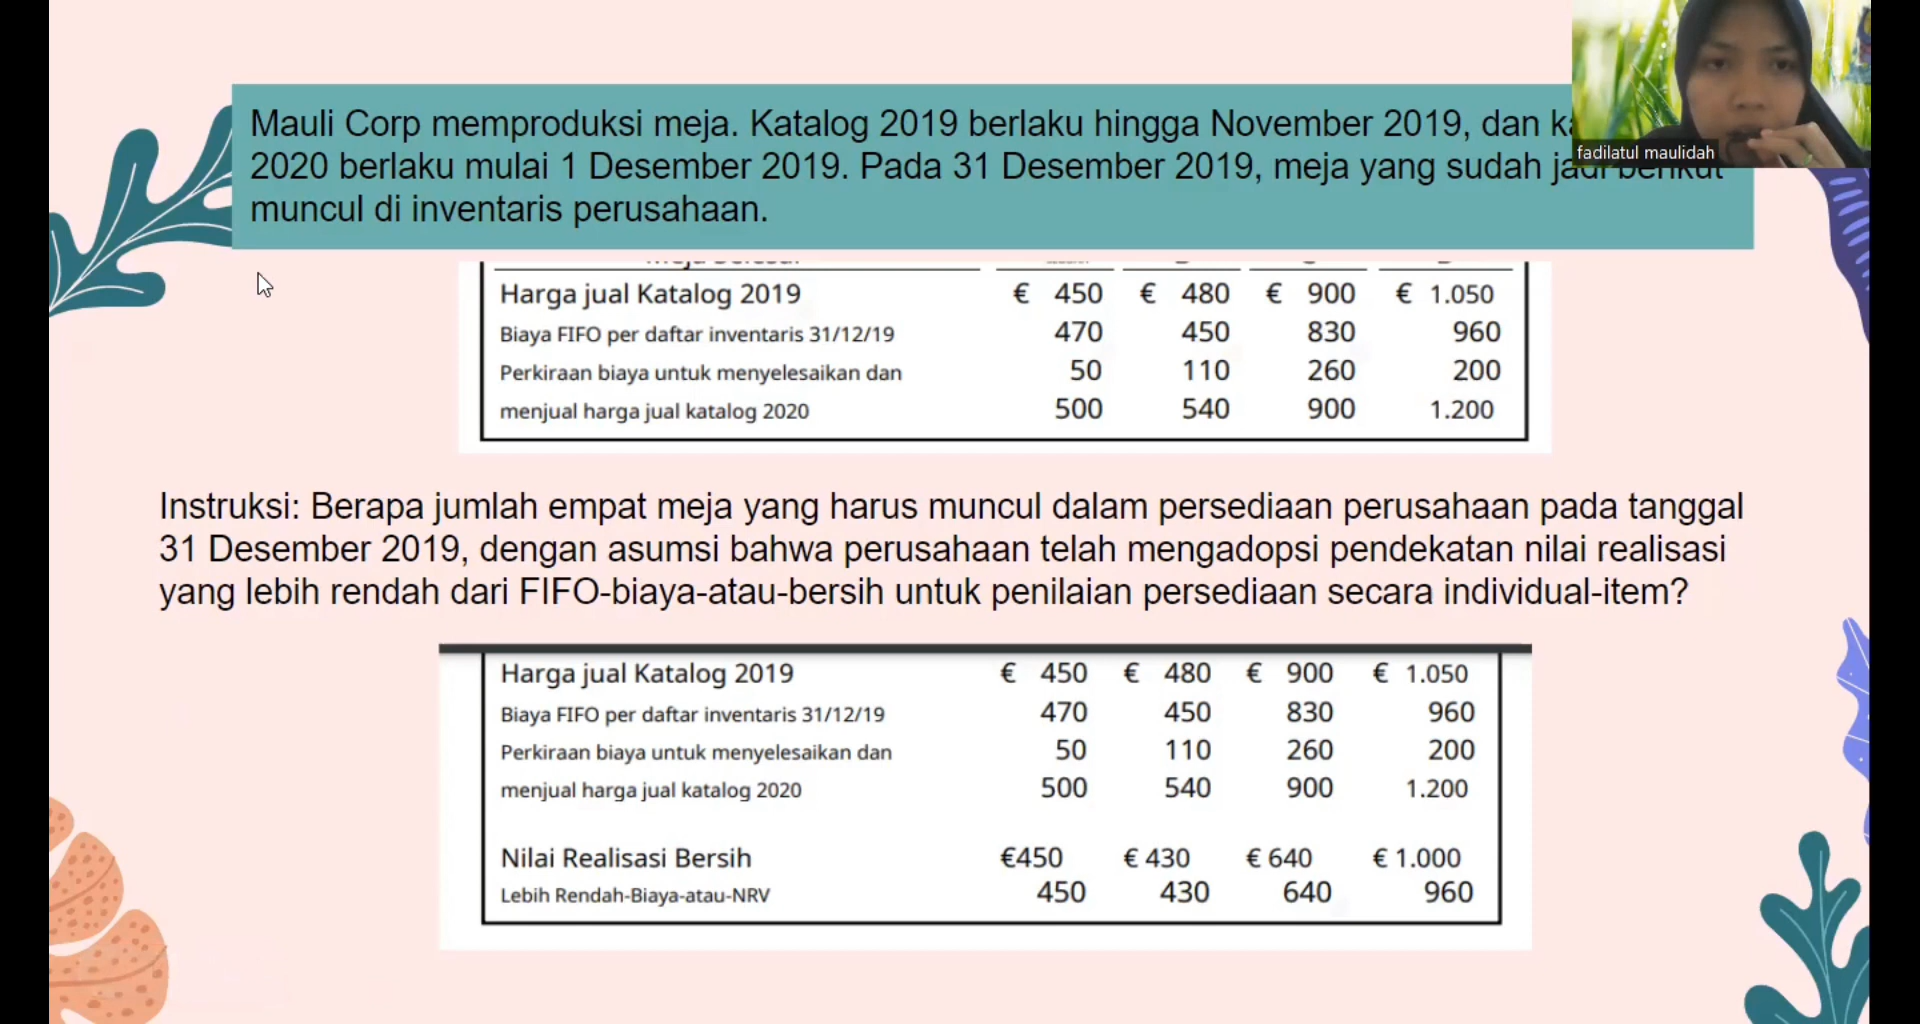 Mauli Corp memproduksi meja. Katalog 2019 berlaku hingga November 2019, dan
2020 berlaku mulai 1 Desember 2019. Pada 31 Desember 2019, meja yang sudah jadi berikut
muncul di inventaris perusahaan.
fadilatul maulidah
Harga jual Katalog 2019 € 450 € 480 € 900 € 1.050
Biaya FIFO per daftar inventaris 31/12/19 470 450 830 960
Perkiraan biaya untuk menyelesaikan dan 50 110 260 200
menjual harga jual katalog 2020 500 540 900 1.200
Instruksi: Berapa jumlah empat meja yang harus muncul dalam persediaan perusahaan pada tanggal
31 Desember 2019, dengan asumsi bahwa perusahaan telah mengadopsi pendekatan nilai realisasi
yang lebih rendah dari FIFO-biaya-atau-bersih untuk penilaian persediaan secara individual-item?
Harga jual Katalog 2019 € 450 € 480 € 900 € 1.050
Biaya FIFO per daftar inventaris 31/12/19 470 450 830 960
Perkiraan biaya untuk menyelesaikan dan 50 110 260 200
menjual harga jual katalog 2020 500 540 900 1.200
Nilai Realisasi Bersih €450 € 430 € 640 € 1.000
Lebih Rendah-Biaya-atau-NRV 450 430 640 960